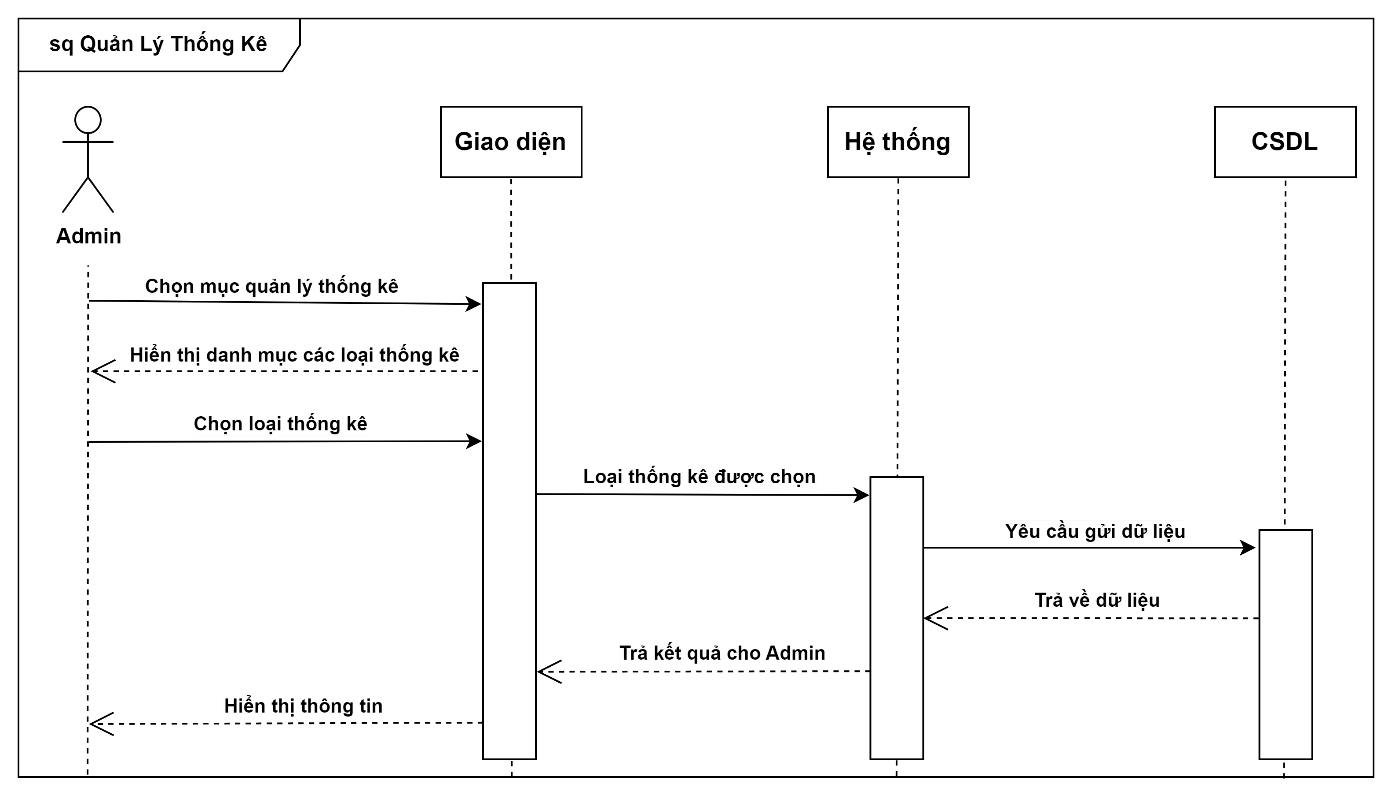 sq Quản Lý Thống Kê
Giao diện
Hệ thống
CSDL
Admin
Chọn mục quản lý thống kê
Hiển thị danh mục các loại thống kê
Chọn loại thống kê
Loại thống kê được chọn
Yêu cầu gửi dữ liệu
Trả về dữ liệu
Trả kết quả cho Admin
Hiển thị thông tin